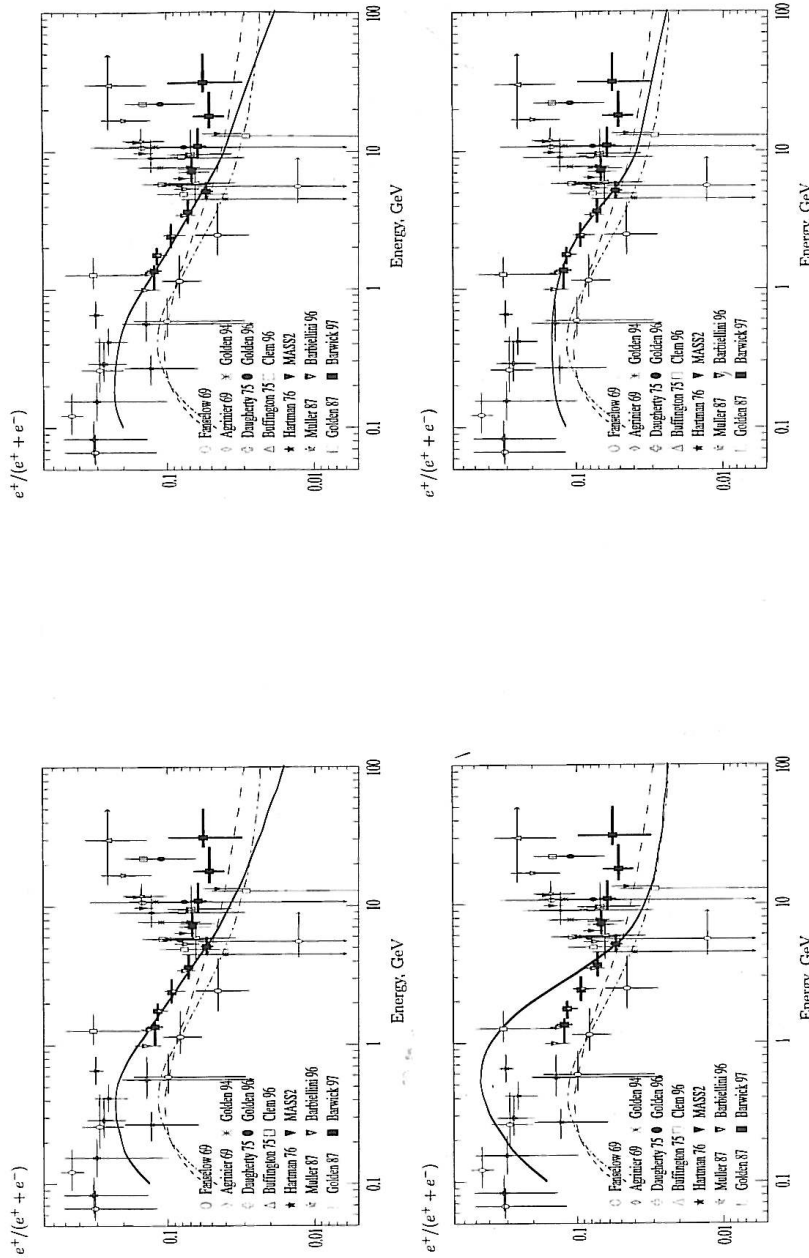 e⁺/(e⁺ + e⁻)
0.1
Fanselow 69
Agrinier 69 Golden 94
Daugherty 75 Golden 96
Buffington 75 Clem 96
Hartman 76 MASS2
Muller 87 Barbiellini 96
Golden 87 Barwick 97
0.01
0.1 1 10 100
Energy, GeV
e⁺/(e⁺ + e⁻)
0.1
Fanselow 69
Agrinier 69 Golden 94
Daugherty 75 Golden 96
Buffington 75 Clem 96
Hartman 76 MASS2
Muller 87 Barbiellini 96
Golden 87 Barwick 97
0.01
0.1 1 10 100
Energy, GeV
e⁺/(e⁺ + e⁻)
0.1
Fanselow 69
Agrinier 69 Golden 94
Daugherty 75 Golden 96
Buffington 75 Clem 96
Hartman 76 MASS2
Muller 87 Barbiellini 96
Golden 87 Barwick 97
0.01
0.1 1 10 100
Energy, GeV
e⁺/(e⁺ + e⁻)
0.1
Fanselow 69
Agrinier 69 Golden 94
Daugherty 75 Golden 96
Buffington 75 Clem 96
Hartman 76 MASS2
Muller 87 Barbiellini 96
Golden 87 Barwick 97
0.01
0.1 1 10 100
Energy, GeV